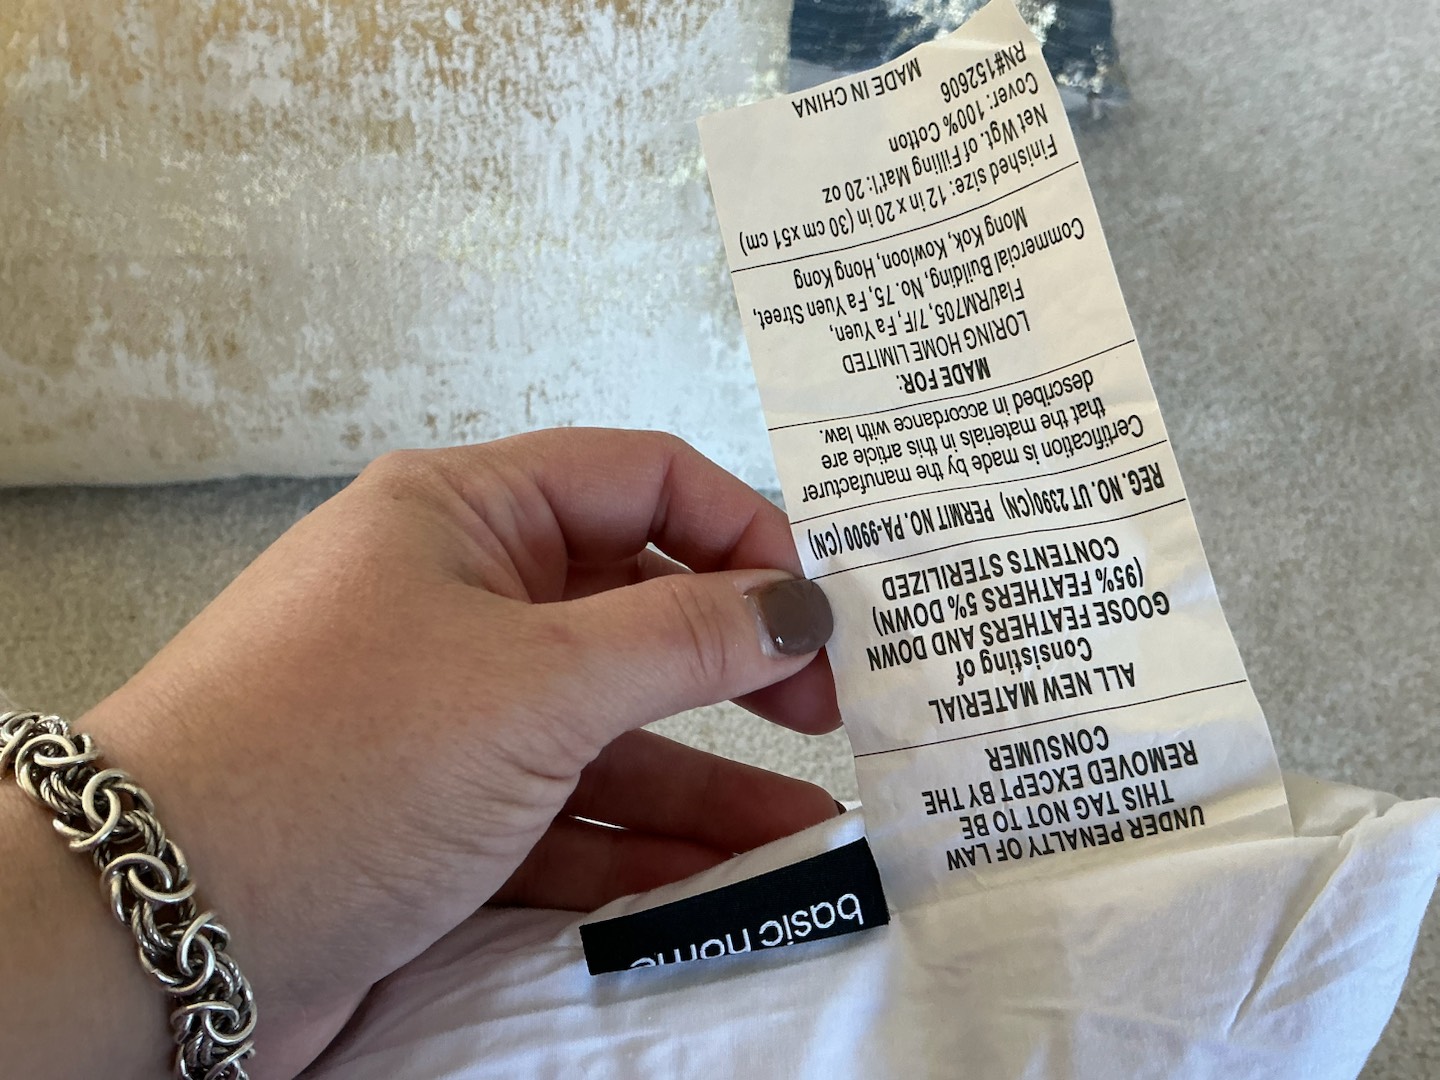 UNDER PENALTY OF LAW
THIS TAG NOT TO BE
REMOVED EXCEPT BY THE
CONSUMER
ALL NEW MATERIAL
Consisting of
GOOSE FEATHERS AND DOWN
(95% FEATHERS 5% DOWN)
CONTENTS STERILIZED
REG. NO. UT 2390(CN) PERMIT NO. PA-9900 (CN)
Certification is made by the manufacturer
that the materials in this article are
described in accordance with law.
MADE FOR:
LORING HOME LIMITED
Flat/RM705, 7/F, Fa Yuen,
Commercial Building, No. 75, Fa Yuen Street,
Mong Kok, Kowloon, Hong Kong
Finished size: 12 in x 20 in (30 cm x51 cm)
Net Wgt. of Filling Mat'l: 20 oz
Cover: 100% Cotton
RN#152606
MADE IN CHINA
basic home